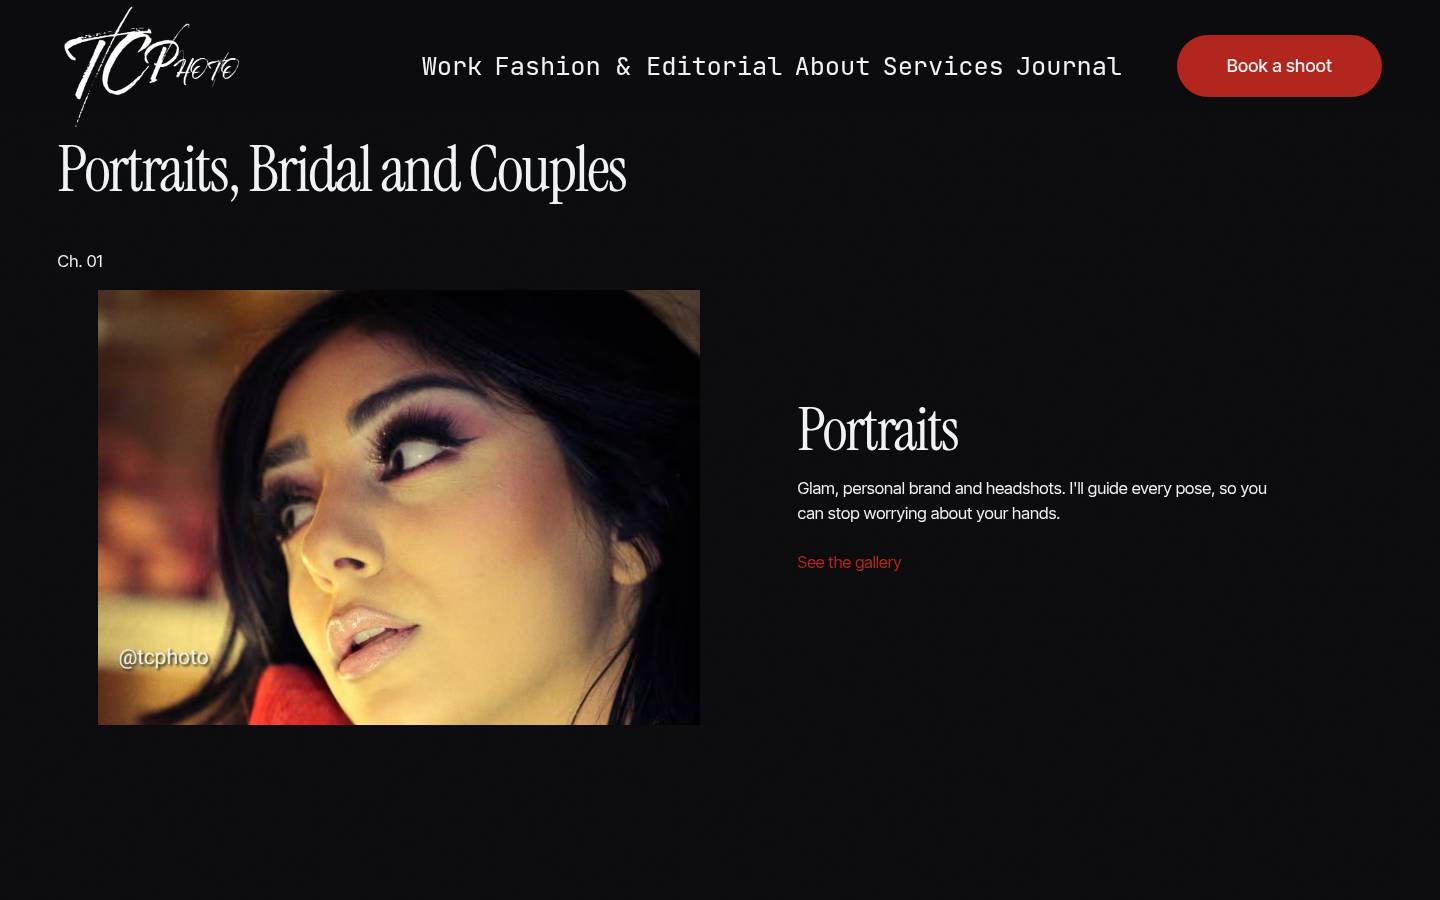 TCPHOTO
Work Fashion & Editorial About Services Journal
Book a shoot
Portraits, Bridal and Couples
Ch. 01
@tcphoto
Portraits
Glam, personal brand and headshots. I'll guide every pose, so you
can stop worrying about your hands.
See the gallery